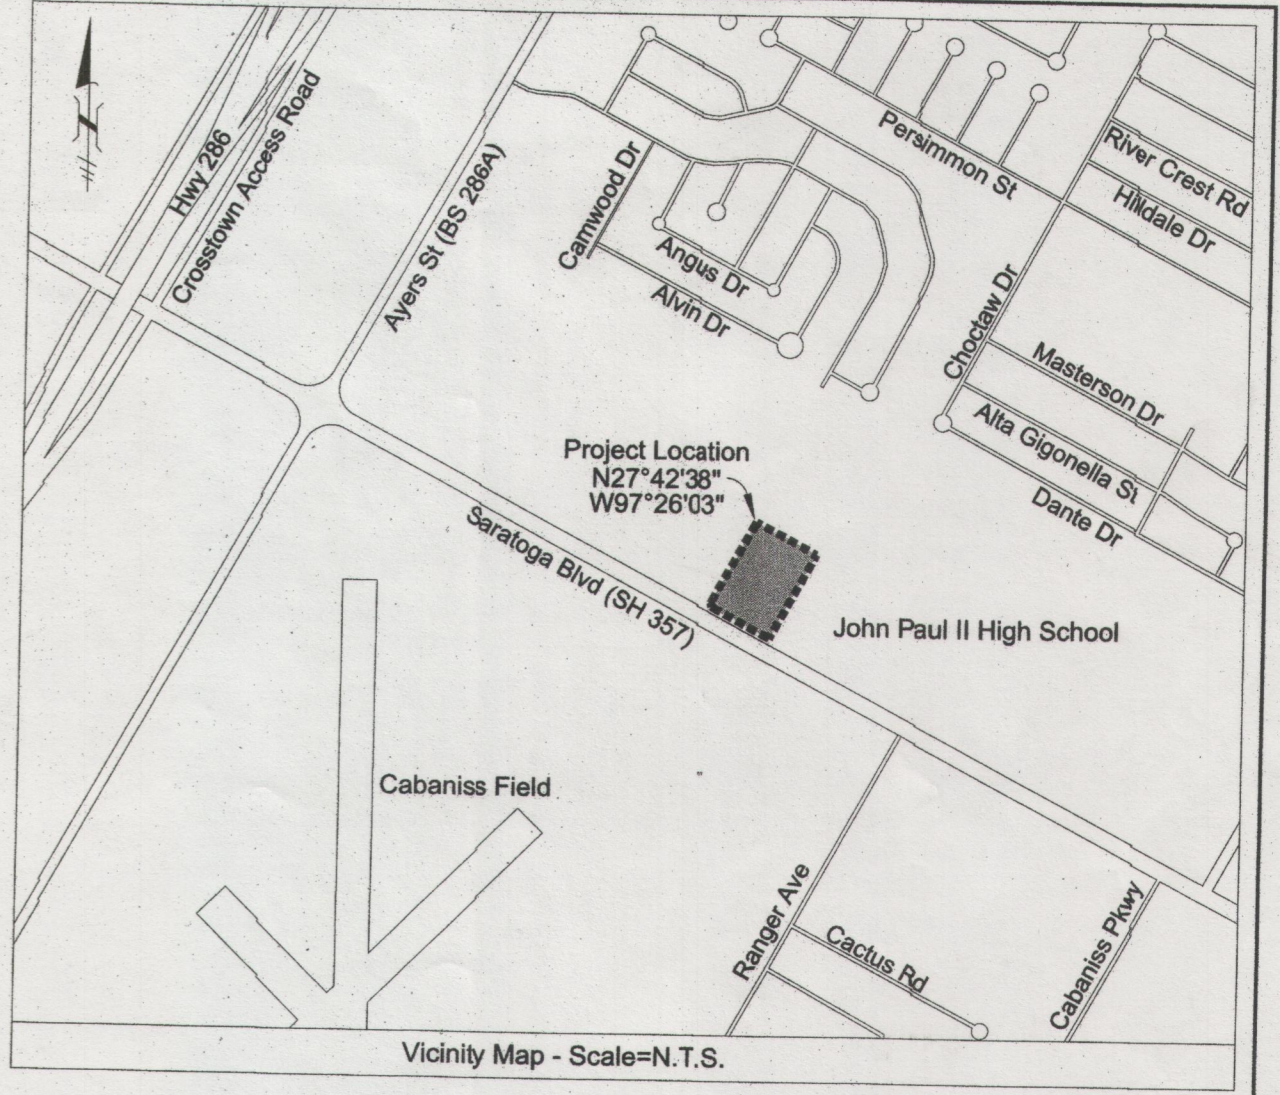 Hwy 286
Crosstown Access Road
Ayers St (BS 286A)
Camwood Dr
Angus Dr
Alvin Dr
Persimmon St
River Crest Rd
Hilldale Dr
Choctaw Dr
Masterson Dr
Alta Gigonella St
Dante Dr
Project Location
N27°42'38"
W97°26'03"
Saratoga Blvd (SH 357)
John Paul II High School
Cabaniss Field
Ranger Ave
Cactus Rd
Cabaniss Pkwy
Vicinity Map - Scale=N.T.S.